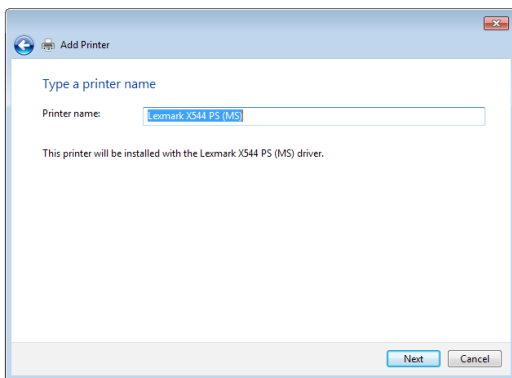 Add Printer
Type a printer name
Printer name: Lexmark X544 PS (MS)
This printer will be installed with the Lexmark X544 PS (MS) driver.
Next Cancel